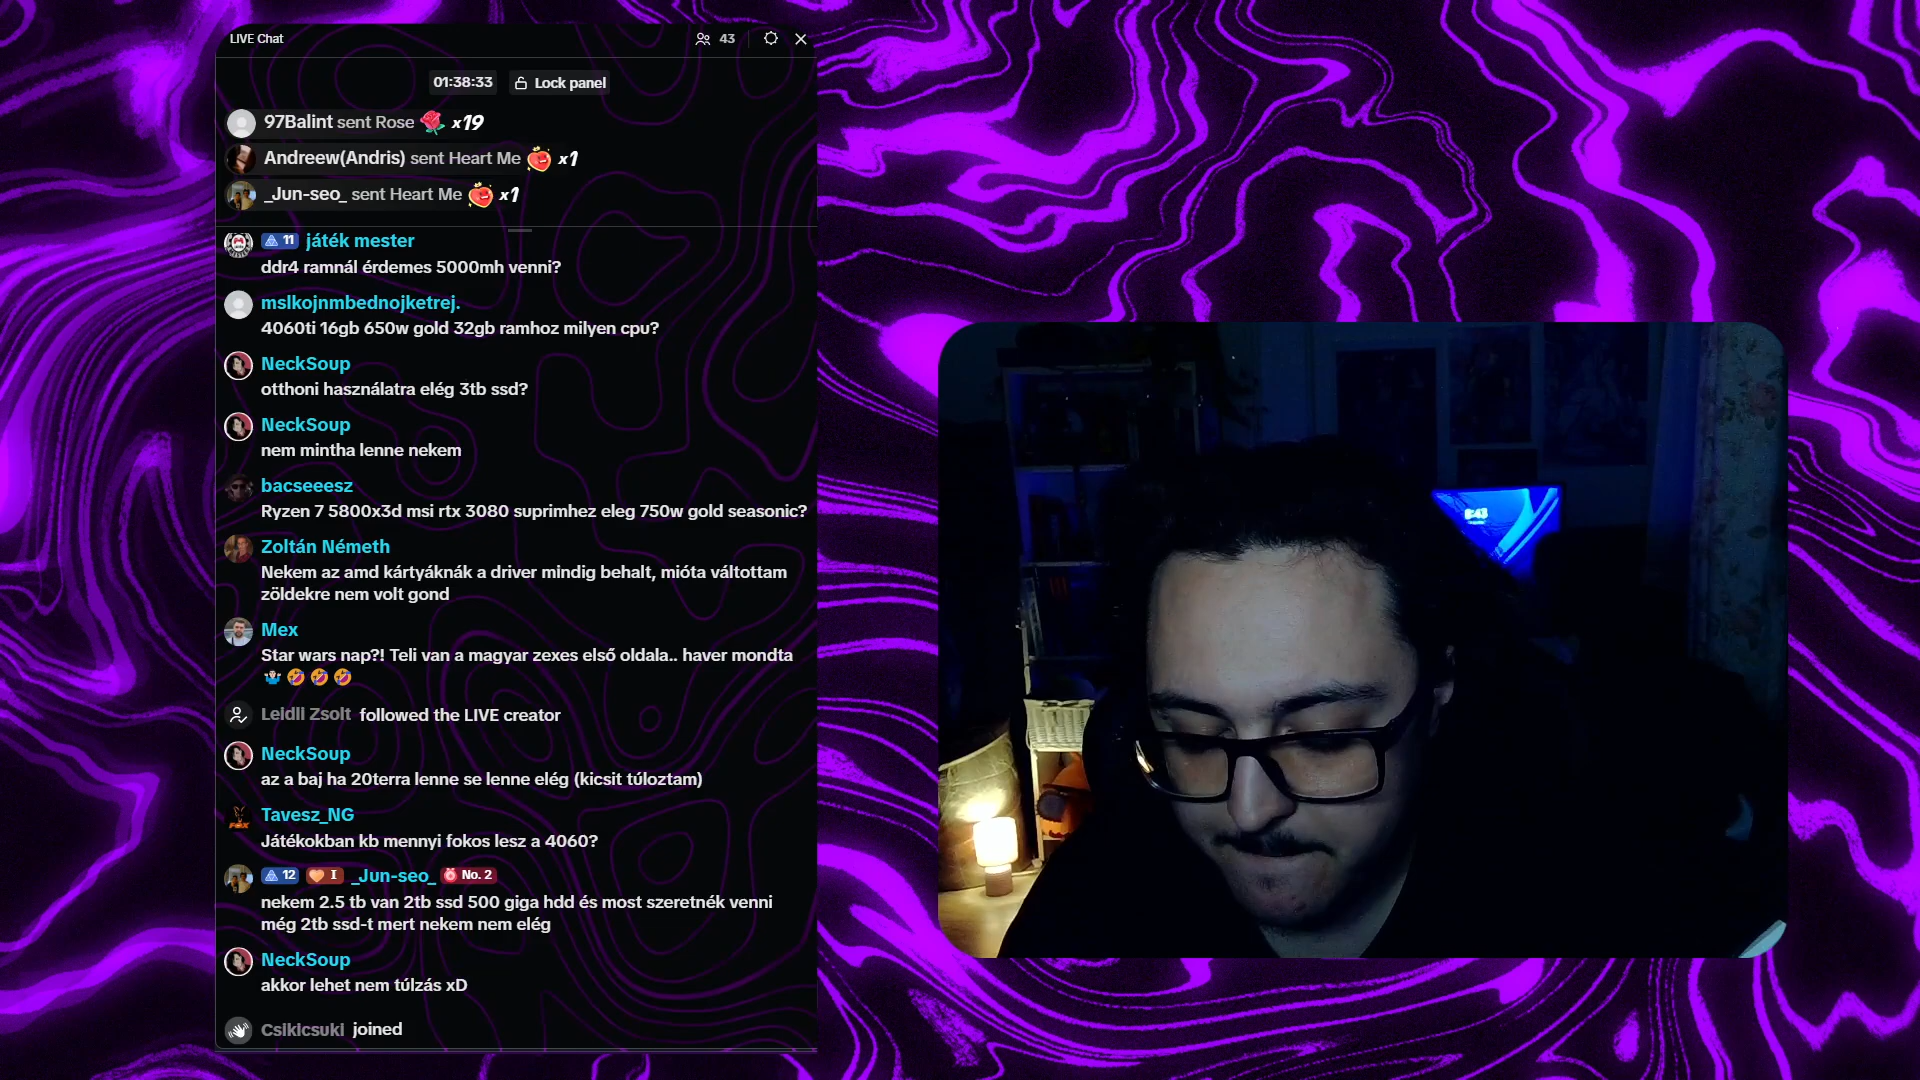 LIVE Chat 43
01:38:33 Lock panel
97Balint sent Rose x19
Andreew(Andris) sent Heart Me x1
_Jun-seo_ sent Heart Me x1
11 játék mester
ddr4 ramnál érdemes 5000mh venni?
mslkojnmbednojketrej.
4060ti 16gb 650w gold 32gb ramhoz milyen cpu?
NeckSoup
otthoni használatra elég 3tb ssd?
NeckSoup
nem mintha lenne nekem
bacseeesz
Ryzen 7 5800x3d msi rtx 3080 suprimhez eleg 750w gold seasonic?
Zoltán Németh
Nekem az amd kártyáknák a driver mindig behalt, mióta váltottam
zöldekre nem volt gond
Mex
Star wars nap?! Teli van a magyar zexes első oldala.. haver mondta
🤷🏻‍♂️ 🤣 🤣 🤣
Leidli Zsolt followed the LIVE creator
NeckSoup
az a baj ha 20terra lenne se lenne elég (kicsit túloztam)
Tavesz_NG
Játékokban kb mennyi fokos lesz a 4060?
12 I _Jun-seo_ No. 2
nekem 2.5 tb van 2tb ssd 500 giga hdd és most szeretnék venni
még 2tb ssd-t mert nekem nem elég
NeckSoup
akkor lehet nem túlzás xD
Csikicsuki joined